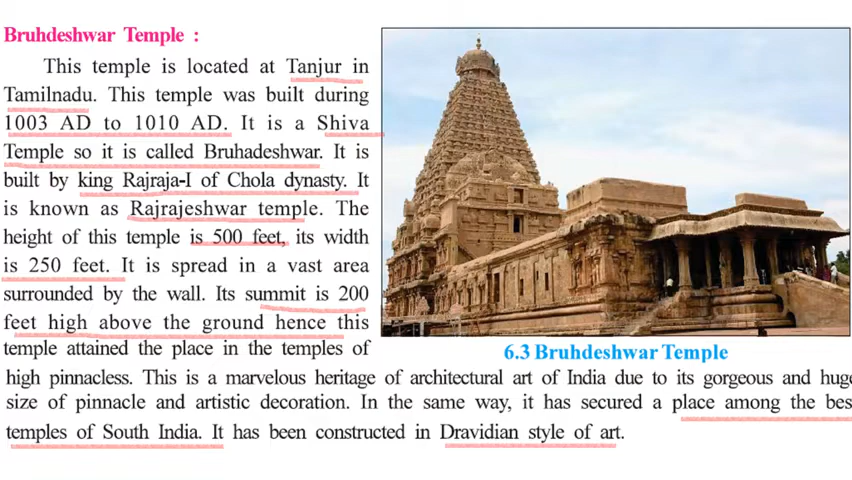 Bruhdeshwar Temple :
This temple is located at Tanjur in
Tamilnadu. This temple was built during
1003 AD to 1010 AD. It is a Shiva
Temple so it is called Bruhadeshwar. It is
built by king Rajraja-I of Chola dynasty. It
is known as Rajrajeshwar temple. The
height of this temple is 500 feet, its width
is 250 feet. It is spread in a vast area
surrounded by the wall. Its summit is 200
feet high above the ground hence this
temple attained the place in the temples of
6.3 Bruhdeshwar Temple
high pinnacless. This is a marvelous heritage of architectural art of India due to its gorgeous and huge
size of pinnacle and artistic decoration. In the same way, it has secured a place among the bes
temples of South India. It has been constructed in Dravidian style of art.